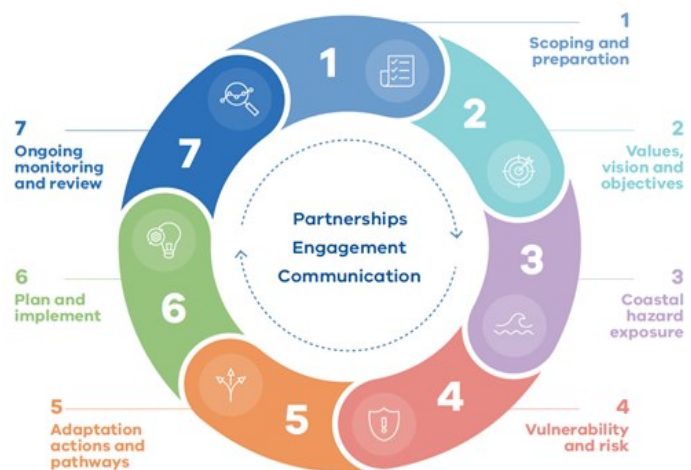 1
Scoping and
preparation
2
Values,
vision and
objectives
3
Coastal
hazard
exposure
4
Vulnerability
and risk
5
Adaptation
actions and
pathways
6
Plan and
implement
7
Ongoing
monitoring
and review
1
2
3
4
5
6
7
Partnerships
Engagement
Communication